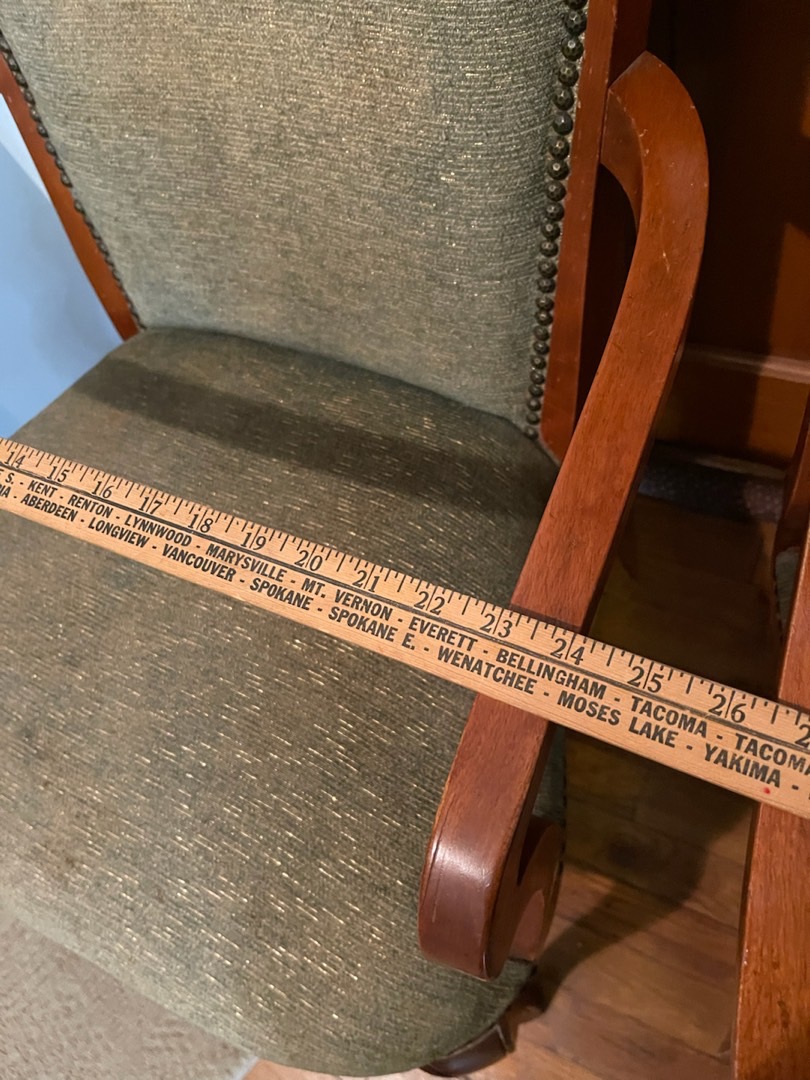 14 15 16 17 18 19 20 21 22 23 24 25 26
S. - KENT - RENTON - LYNNWOOD - MARYSVILLE - MT. VERNON - EVERETT - BELLINGHAM - TACOMA - TACOMA
ABERDEEN - LONGVIEW - VANCOUVER - SPOKANE - SPOKANE E. - WENATCHEE - MOSES LAKE - YAKIMA -